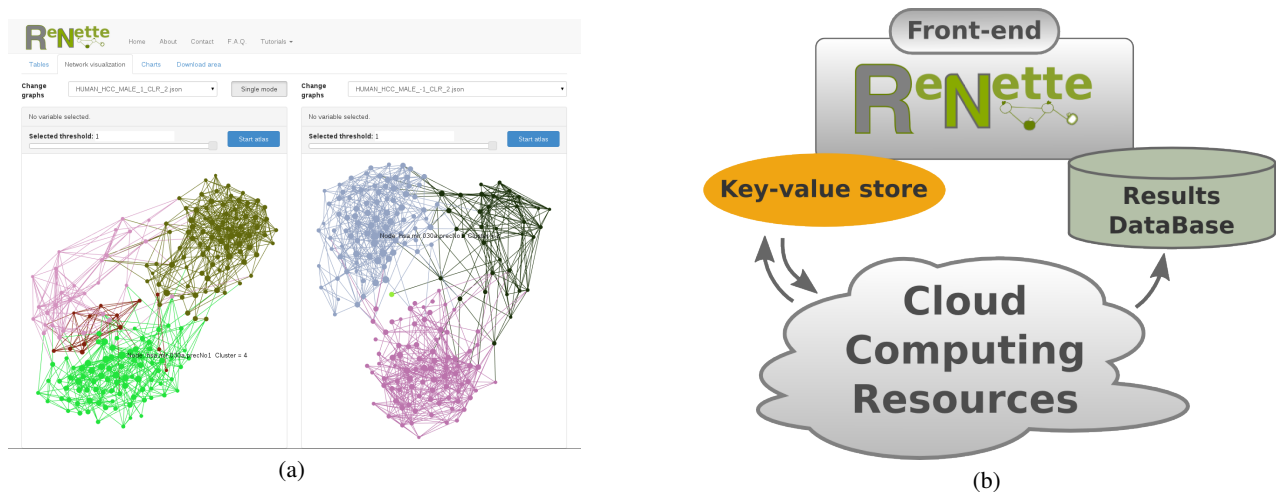 ReNette
Home About Contact F.A.Q. Tutorials
Tables Network visualization Charts Download area
Change graphs HUMAN_HCC_MALE_1_CLR_2.json Single mode
Change graphs HUMAN_HCC_MALE_-1_CLR_2.json
No variable selected.
No variable selected.
Selected threshold: 1 Start atlas
Selected threshold: 1 Start atlas
Cluster = 4
(a)
Front-end
ReNette
Key-value store
Results
DataBase
Cloud
Computing
Resources
(b)